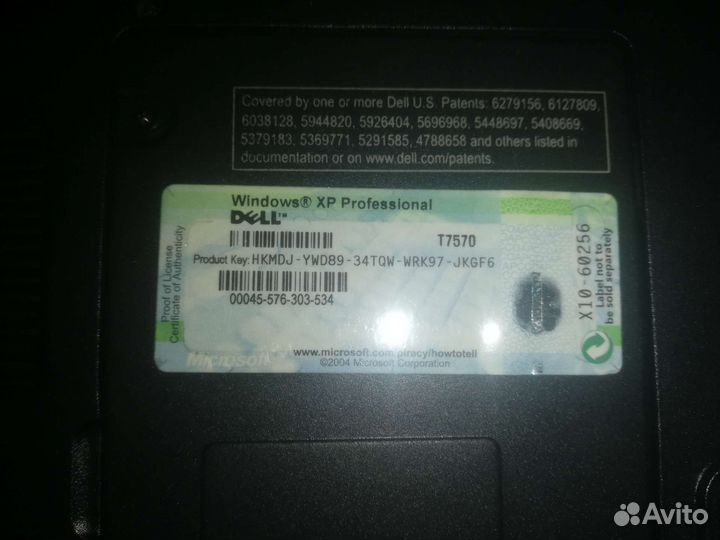 Covered by one or more Dell U.S. Patents: 6279156, 6127809,
6038128, 5944820, 5926404, 5696968, 5448697, 5408669,
5379183, 5369771, 5291585, 4788658 and others listed in
documentation or on www.dell.com/patents.
Proof of License
Certificate of Authenticity
Windows® XP Professional
DELL™
T7570
Product Key: HKMDJ-YWD89-34TQW-WRK97-JKGF6
00045-576-303-534
Microsoft
www.microsoft.com/piracy/howtotell
©2004 Microsoft Corporation
X10-60256
Label not to
be sold separately
Avito